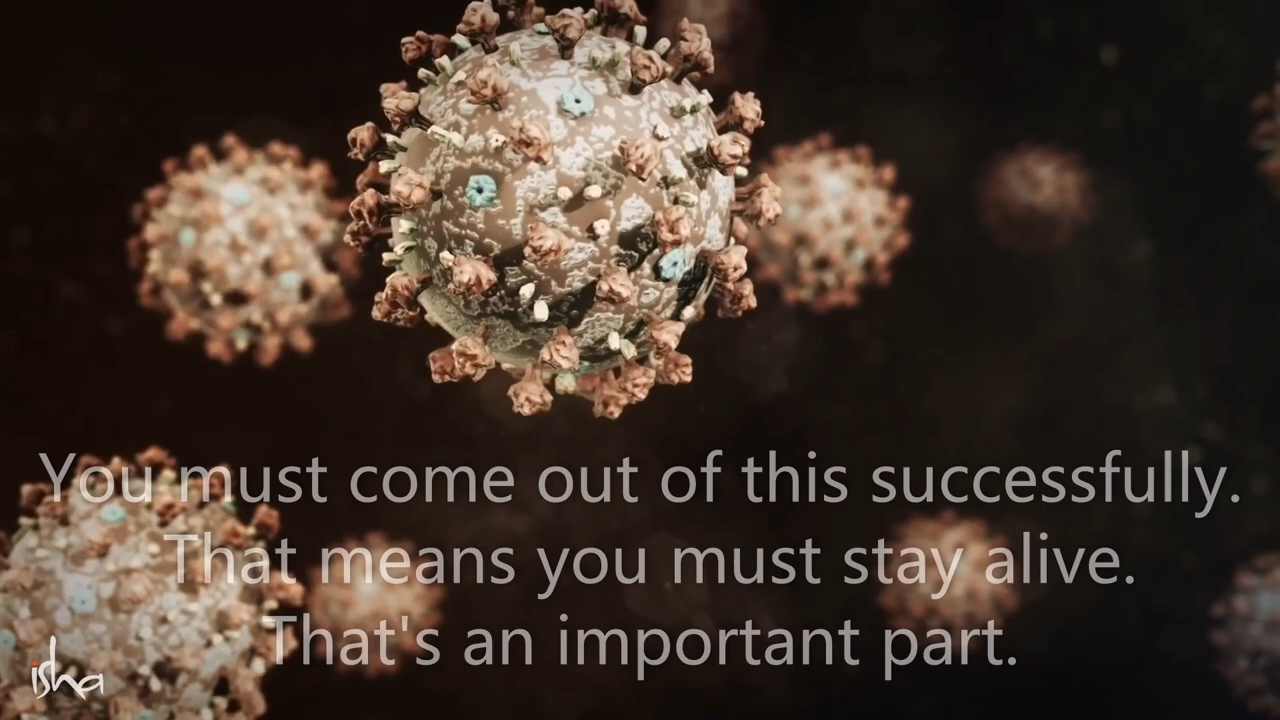 You must come out of this successfully.
That means you must stay alive.
That's an important part.
isha